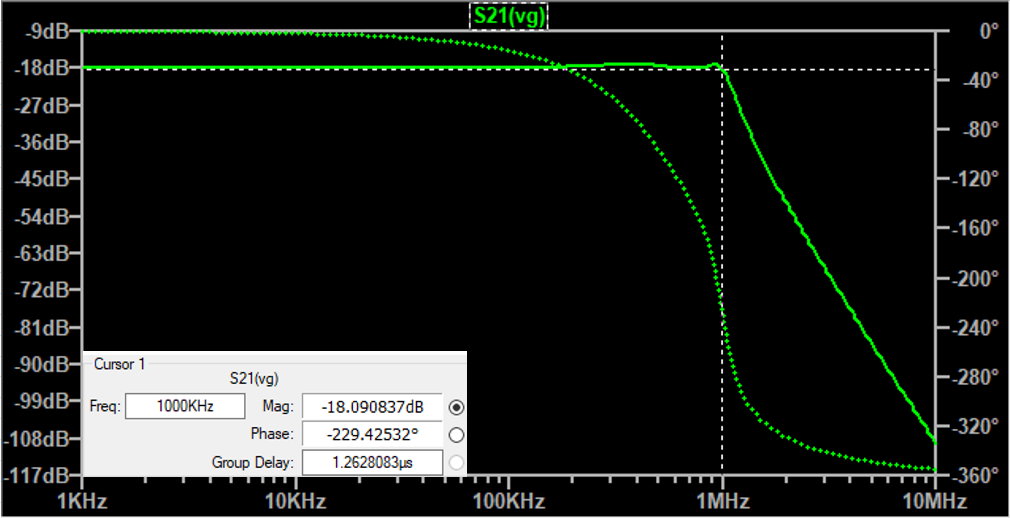 S21(vg)
-9dB
-18dB
-27dB
-36dB
-45dB
-54dB
-63dB
-72dB
-81dB
-90dB
-99dB
-108dB
-117dB
0°
-40°
-80°
-120°
-160°
-200°
-240°
-280°
-320°
-360°
1KHz 10KHz 100KHz 1MHz 10MHz
Cursor 1
S21(vg)
Freq: 1000KHz Mag: -18.090837dB
Phase: -229.42532°
Group Delay: 1.2628083µs